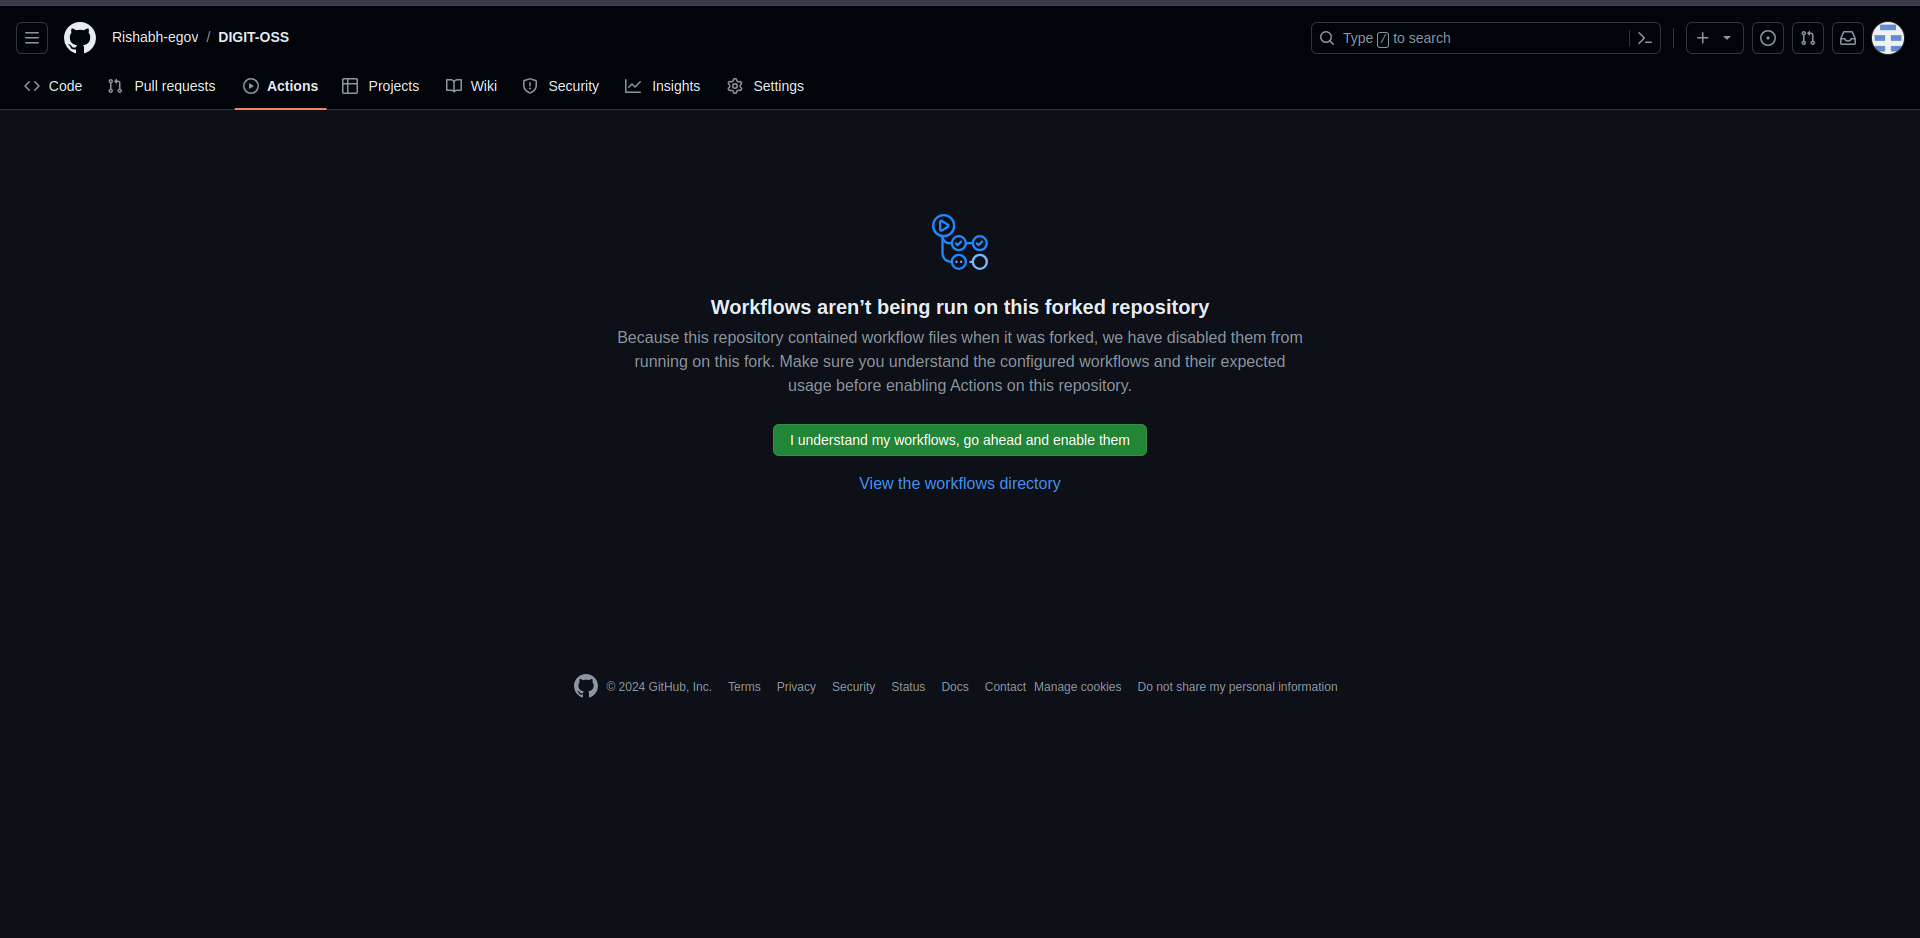 Rishabh-egov / DIGIT-OSS
Type / to search
Code Pull requests Actions Projects Wiki Security Insights Settings
Workflows aren’t being run on this forked repository
Because this repository contained workflow files when it was forked, we have disabled them from
running on this fork. Make sure you understand the configured workflows and their expected
usage before enabling Actions on this repository.
I understand my workflows, go ahead and enable them
View the workflows directory
© 2024 GitHub, Inc. Terms Privacy Security Status Docs Contact Manage cookies Do not share my personal information